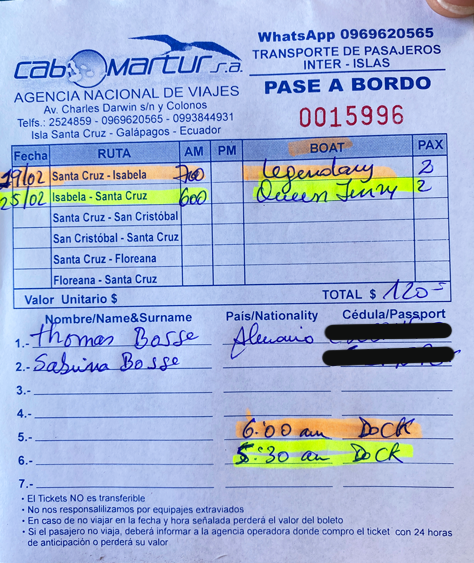 WhatsApp 0969620565
TRANSPORTE DE PASAJEROS
INTER - ISLAS
CABOMARTUR S.A.
AGENCIA NACIONAL DE VIAJES
PASE A BORDO
Av. Charles Darwin s/n y Colonos
Telfs.: 2524859 - 0969620565 - 0993844931
Isla Santa Cruz - Galápagos - Ecuador
0015996
Fecha RUTA AM PM BOAT PAX
19/02 Santa Cruz - Isabela 700 Legendary 2
25/02 Isabela - Santa Cruz 600 Queen 2
Santa Cruz - San Cristóbal
San Cristóbal - Santa Cruz
Santa Cruz - Floreana
Floreana - Santa Cruz
Valor Unitario $ TOTAL $ 120
Nombre/Name&Surname País/Nationality Cédula/Passport
1.- Thomas Bosse
2.- Sabrina Bosse
3.-
4.-
5.- 6:00 am DOCK
6.- 5:30 am DOCK
7.-
• El Tickets NO es transferible
• No nos responsalilizamos por equipajes extraviados
• En caso de no viajar en la fecha y hora señalada perderá el valor del boleto
• Si el pasajero no viaja, deberá informar a la agencia operadora donde compro el ticket con 24 horas
de anticipación o perderá su valor